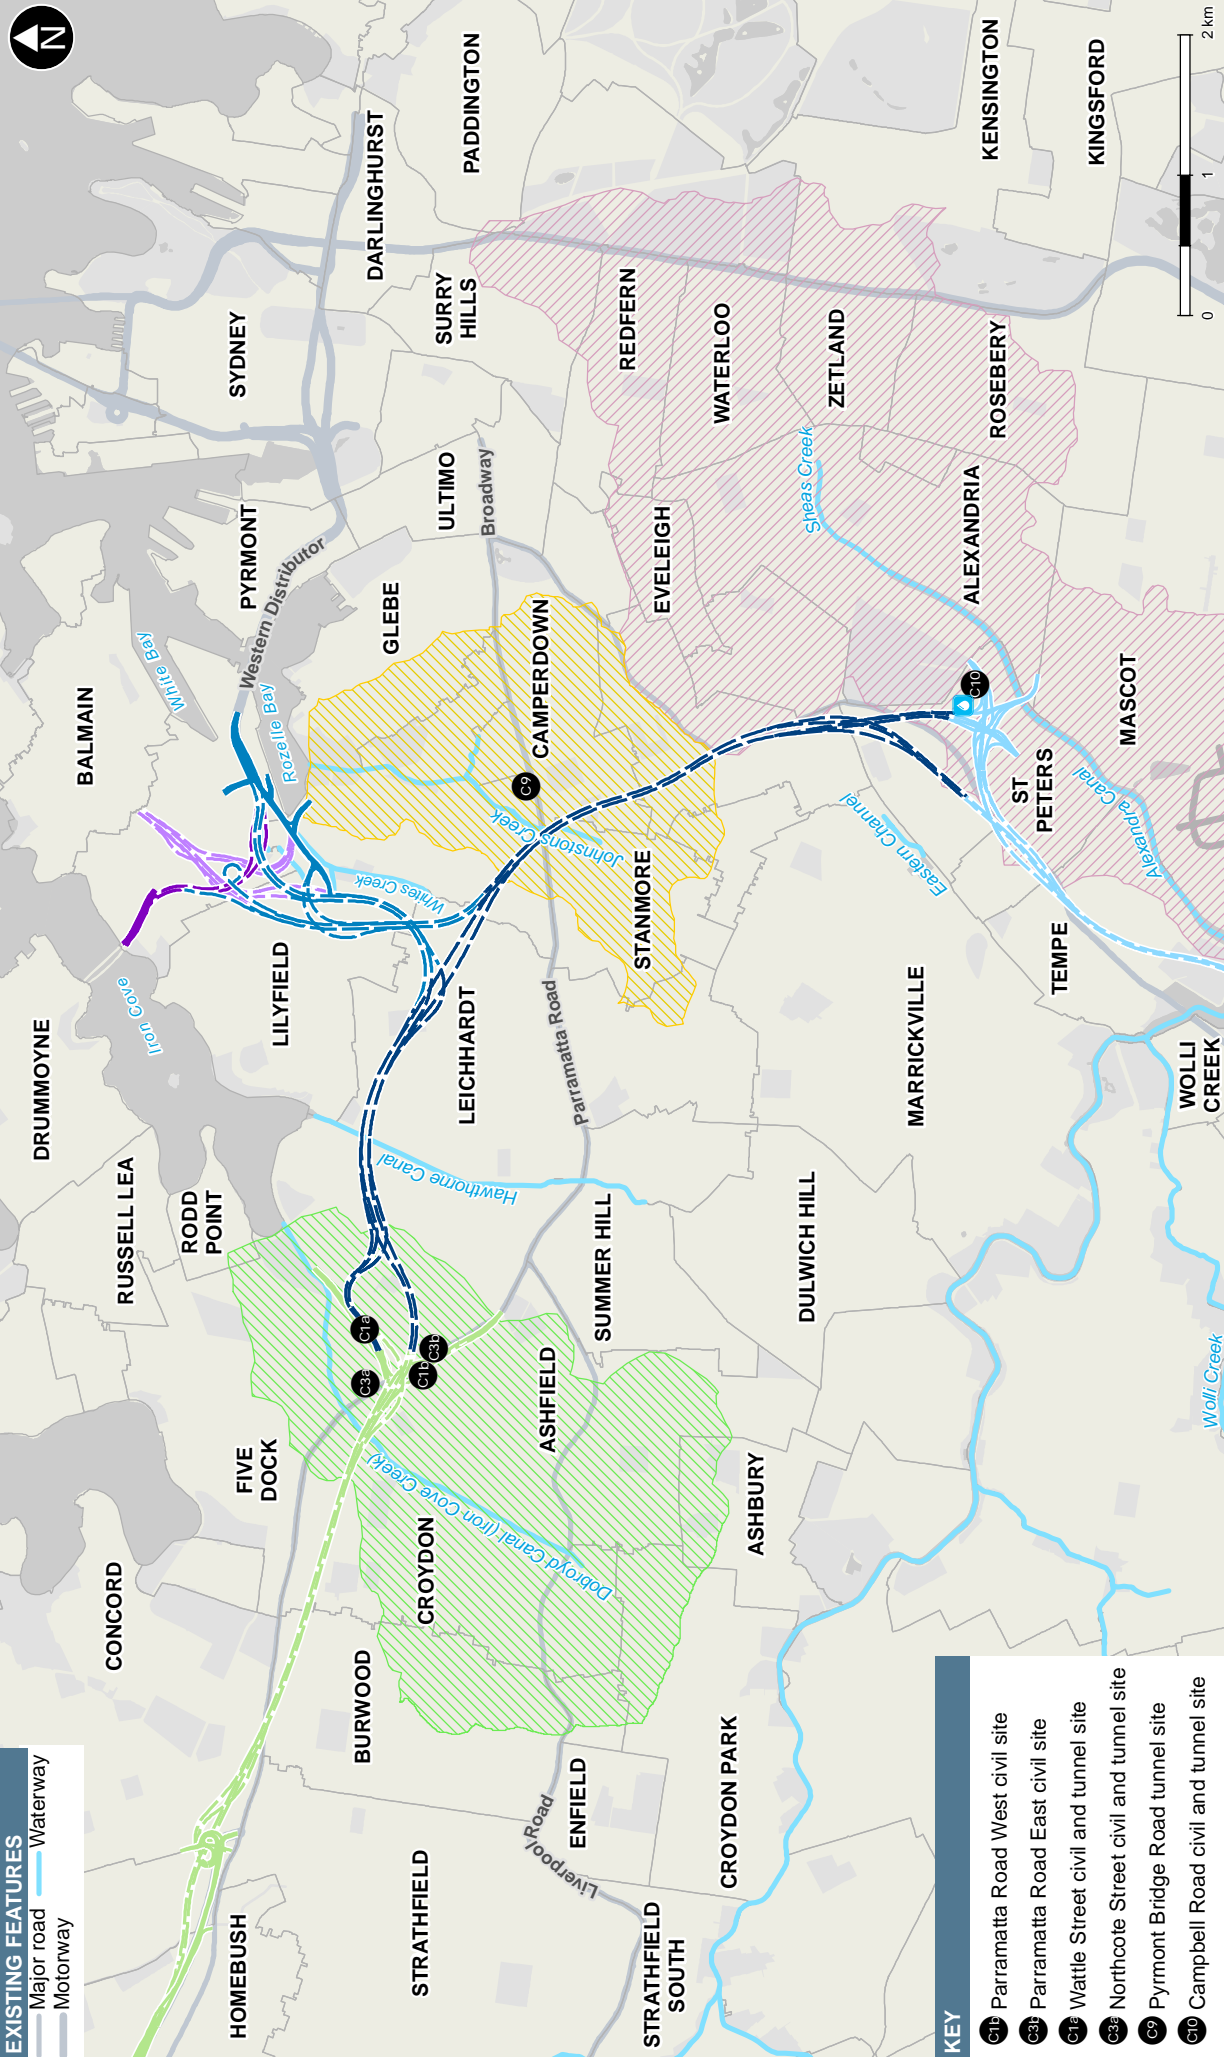 N
DRUMMOYNE
BALMAIN
CONCORD
RUSSELL LEA
RODD
POINT
Iron Cove
White Bay
HOMEBUSH
FIVE
DOCK
LILYFIELD
Rozelle Bay
Western Distributor
PYRMONT
SYDNEY
STRATHFIELD
BURWOOD
CROYDON
C3a
C1a
C1b
C3b
Hawthorne Canal
LEICHHARDT
Whites Creek
GLEBE
ULTIMO
Broadway
SURRY
HILLS
DARLINGHURST
PADDINGTON
Dobroyd Canal (Iron Cove Creek)
Liverpool Road
ENFIELD
ASHFIELD
SUMMER HILL
Parramatta Road
Johnstons Creek
C9
CAMPERDOWN
STANMORE
EVELEIGH
REDFERN
WATERLOO
STRATHFIELD
SOUTH
CROYDON PARK
ASHBURY
DULWICH HILL
MARRICKVILLE
Eastern Channel
Sheas Creek
ZETLAND
C10
ALEXANDRIA
ROSEBERY
KENSINGTON
KINGSFORD
TEMPE
ST
PETERS
Alexandra Canal
MASCOT
WOLLI
CREEK
Wolli Creek
0
1
2 km
EXISTING FEATURES
Major road
Waterway
Motorway
KEY
C1b Parramatta Road West civil site
C3b Parramatta Road East civil site
C1a Wattle Street civil and tunnel site
C3a Northcote Street civil and tunnel site
C9 Pyrmont Bridge Road tunnel site
C10 Campbell Road civil and tunnel site